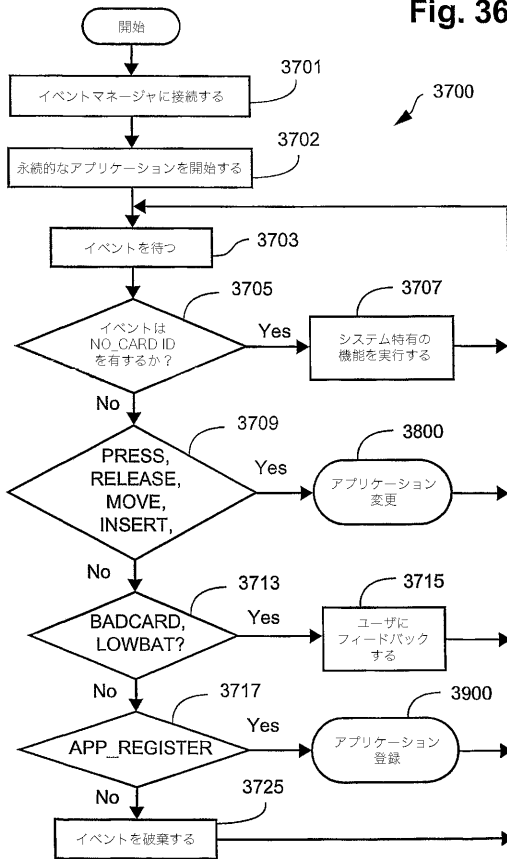 Fig. 36
開始
3701
イベントマネージャに接続する
3700
3702
永続的なアプリケーションを開始する
3703
イベントを待つ
3705
イベントは
NO_CARD ID
を有するか？
Yes
3707
システム特有の
機能を実行する
No
3709
PRESS,
RELEASE,
MOVE,
INSERT,
Yes
3800
アプリケーション
変更
No
3713
BADCARD,
LOWBAT?
Yes
3715
ユーザに
フィードバック
する
No
3717
APP_REGISTER
Yes
3900
アプリケーション
登録
No
3725
イベントを破棄する